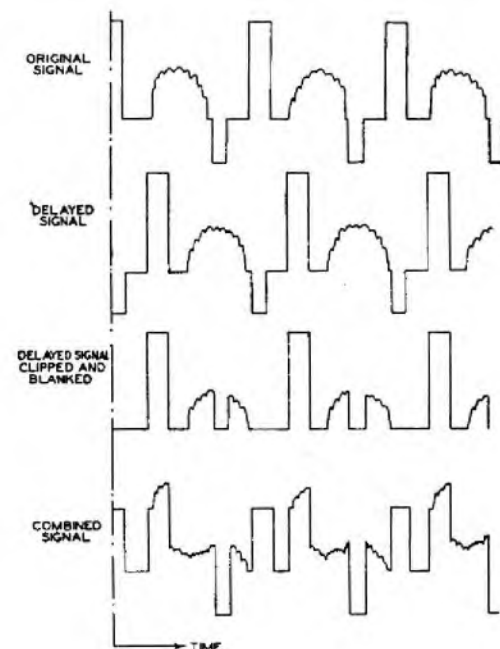 ORIGINAL
SIGNAL
DELAYED
SIGNAL
DELAYED SIGNAL
CLIPPED AND
BLANKED
COMBINED
SIGNAL
TIME